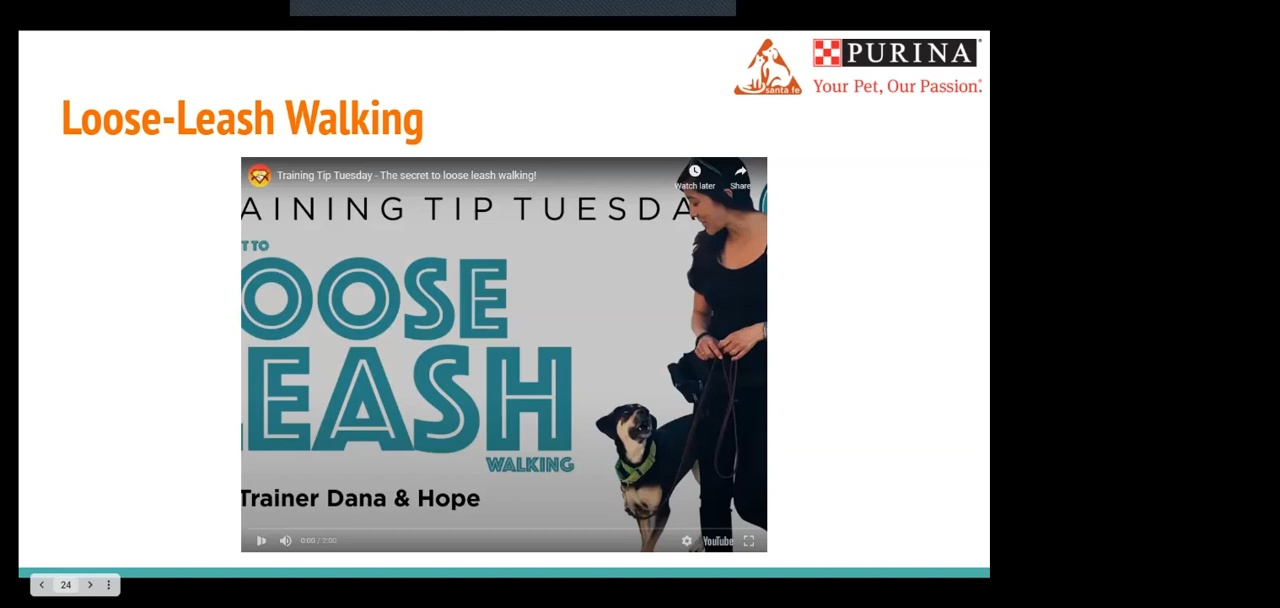 santa fe
PURINA
Your Pet, Our Passion.
Loose-Leash Walking
Training Tip Tuesday - The secret to loose leash walking!
Watch later
Share
AINING TIP TUESDA
T TO
OOSE
LEASH
WALKING
Trainer Dana & Hope
0:00 / 2:00
YouTube
24